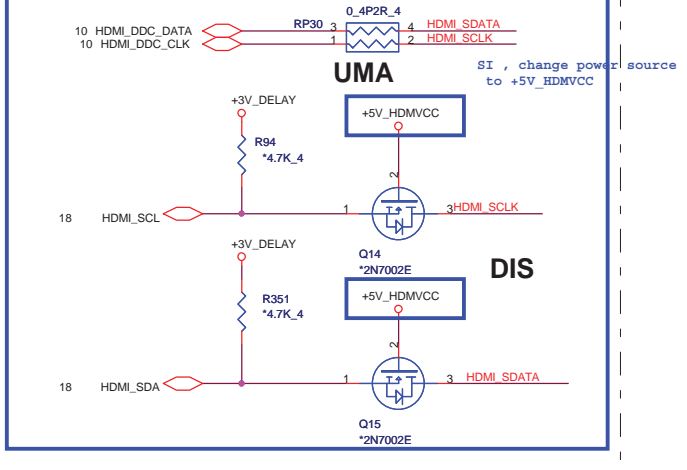 0_4P2R_4
10 HDMI_DDC_DATA RP30 3 4 HDMI_SDATA
10 HDMI_DDC_CLK 1 2 HDMI_SCLK
UMA
SI , change power source
to +5V_HDMVCC
+3V_DELAY
+5V_HDMVCC
R94
*4.7K_4
2
18 HDMI_SCL 1 3 HDMI_SCLK
+3V_DELAY
Q14
*2N7002E
DIS
R351
*4.7K_4
+5V_HDMVCC
2
18 HDMI_SDA 1 3 HDMI_SDATA
Q15
*2N7002E